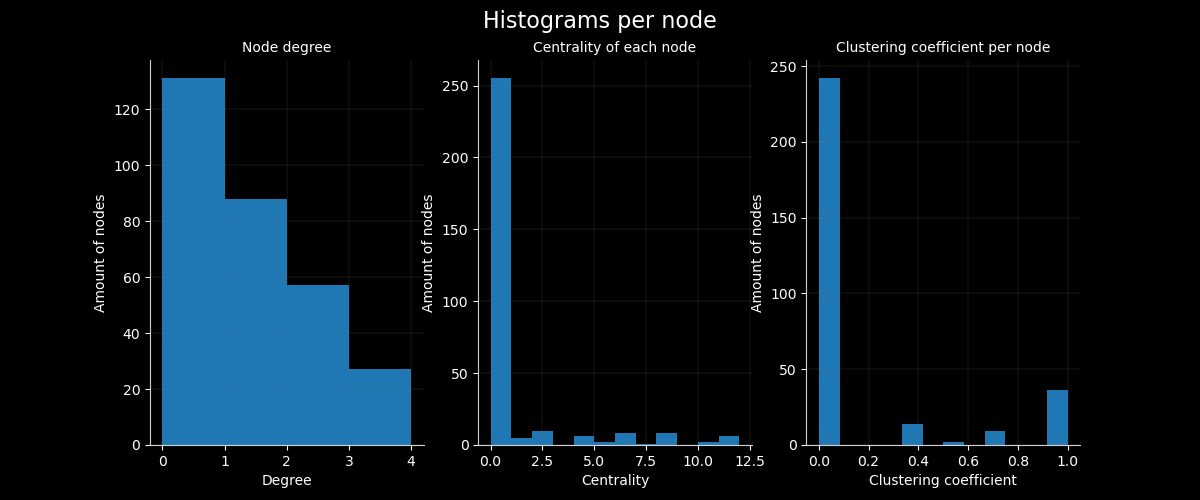 Histograms per node
Node degree
Amount of nodes
120
100
80
60
40
20
0
0 1 2 3 4
Degree
Centrality of each node
Amount of nodes
250
200
150
100
50
0
0.0 2.5 5.0 7.5 10.0 12.5
Centrality
Clustering coefficient per node
Amount of nodes
250
200
150
100
50
0
0.0 0.2 0.4 0.6 0.8 1.0
Clustering coefficient